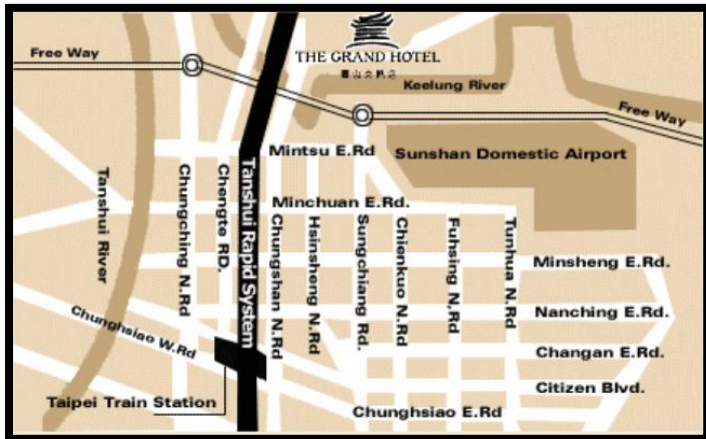 THE GRAND HOTEL
Free Way
Keelung River
Free Way
Mintsu E.Rd
Sunshan Domestic Airport
Tanshui River
Chungching N.Rd
Chengte RD.
Tanshui Rapid System
Minchuan E.Rd.
Chungshan N.Rd
Hsinsheng N.Rd
Sungchiang Rd.
Chienkuo N.Rd
Fuhsing N,Rd
Tunhua N.Rd
Minsheng E.Rd.
Nanching E.Rd.
Chunghsiao W.Rd
Changan E.Rd.
Citizen Blvd.
Taipei Train Station
Chunghsiao E.Rd